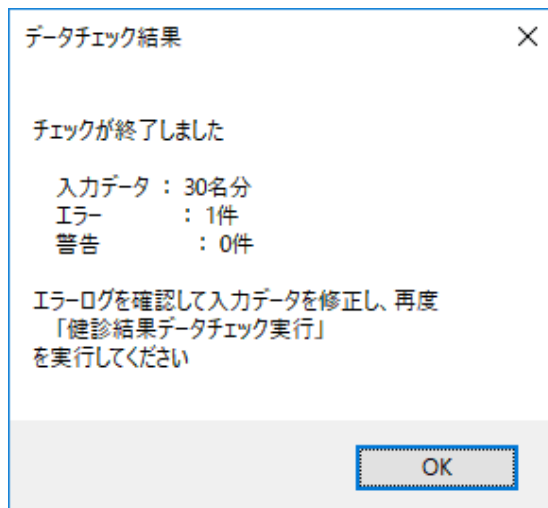 データチェック結果
チェックが終了しました
入力データ : 30名分
エラー : 1件
警告 : 0件
エラーログを確認して入力データを修正し、再度
「健診結果データチェック実行」
を実行してください
OK